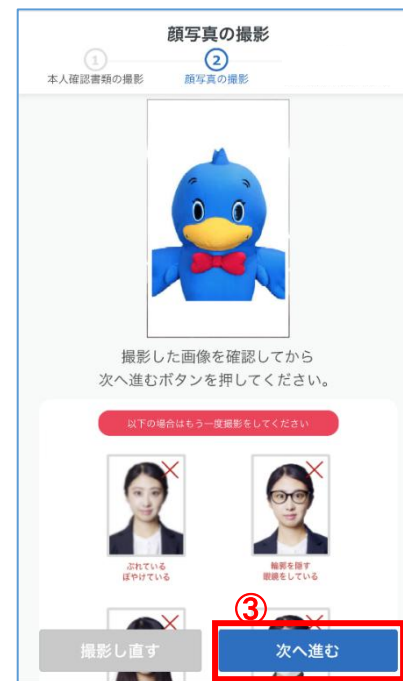 顔写真の撮影
1
2
本人確認書類の撮影
顔写真の撮影
撮影した画像を確認してから
次へ進むボタンを押してください。
以下の場合はもう一度撮影をしてください
ぶれている
ぼやけている
輪郭を隠す
眼鏡をしている
③
撮影し直す
次へ進む